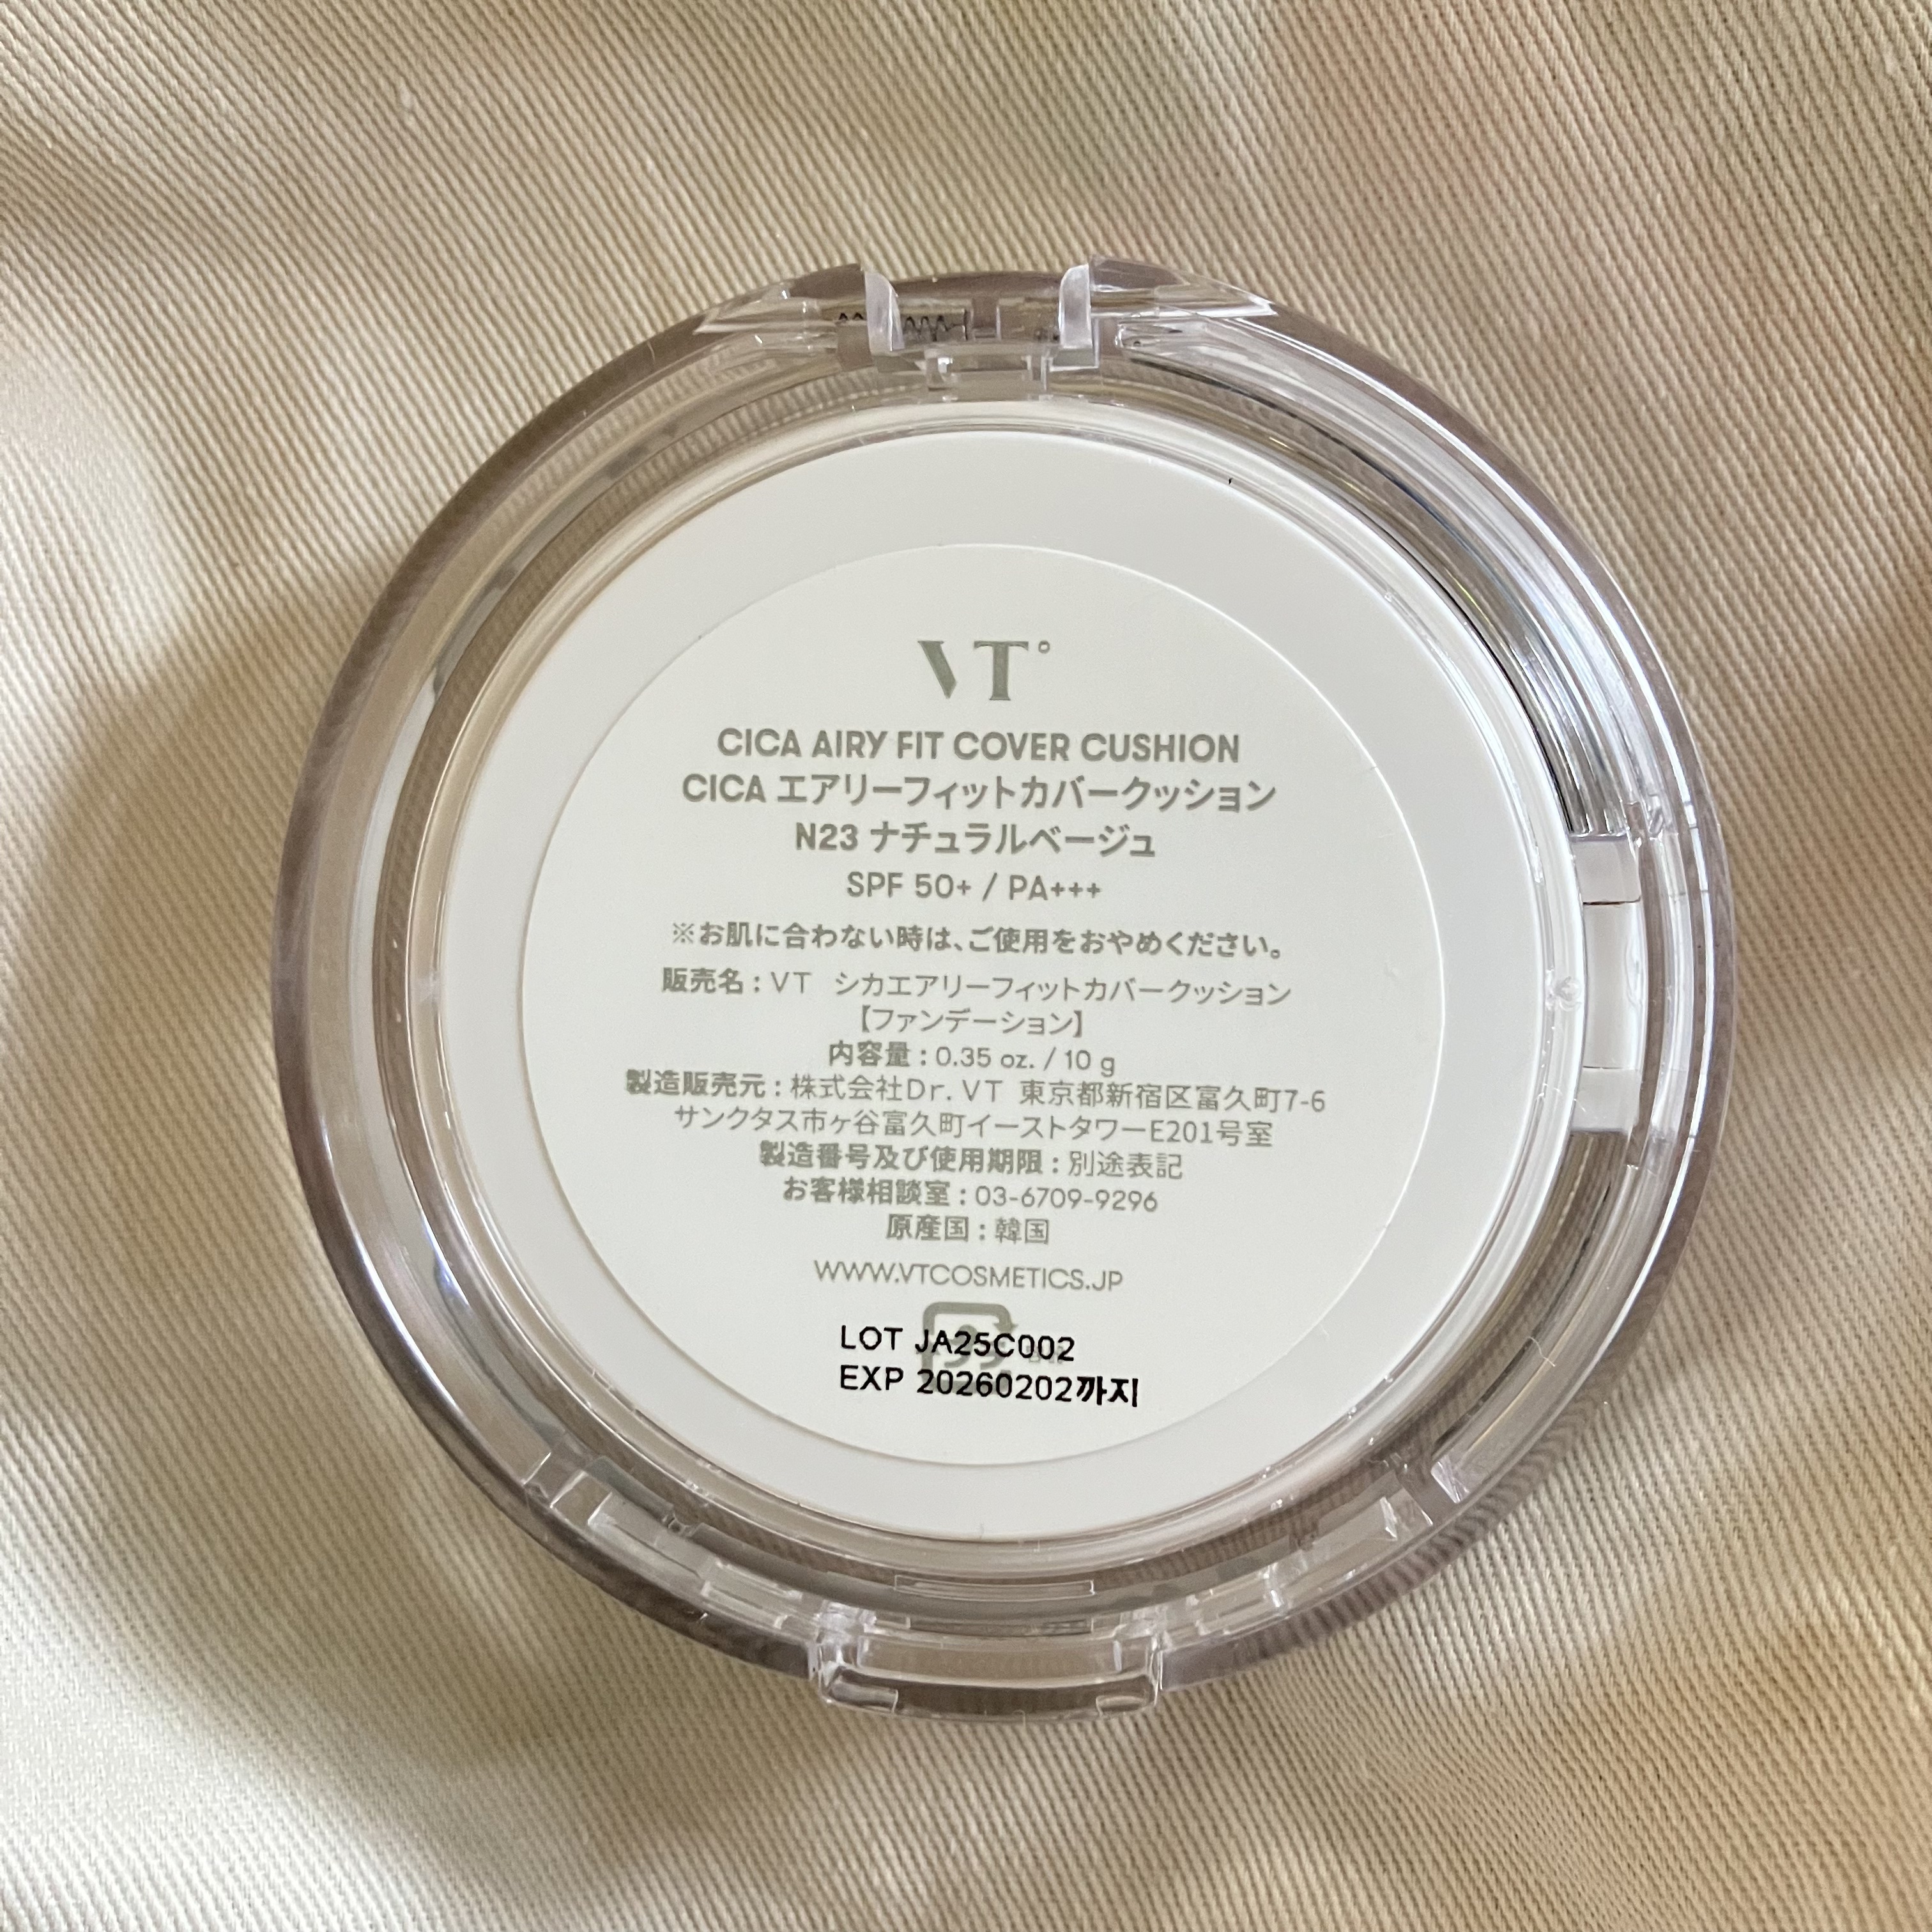 VT°
CICA AIRY FIT COVER CUSHION
CICA エアリーフィットカバークッション
N23 ナチュラルベージュ
SPF 50+ / PA+++
※お肌に合わない時は、ご使用をおやめください。
販売名：VT シカエアリーフィットカバークッション
【ファンデーション】
内容量：0.35 oz. / 10 g
製造販売元：株式会社Dr. VT 東京都新宿区富久町7-6
サンクタス市ヶ谷富久町イーストタワーE201号室
製造番号及び使用期限：別途表記
お客様相談室：03-6709-9296
原産国：韓国
WWW.VTCOSMETICS.JP
LOT JA25C002
EXP 20260202까지